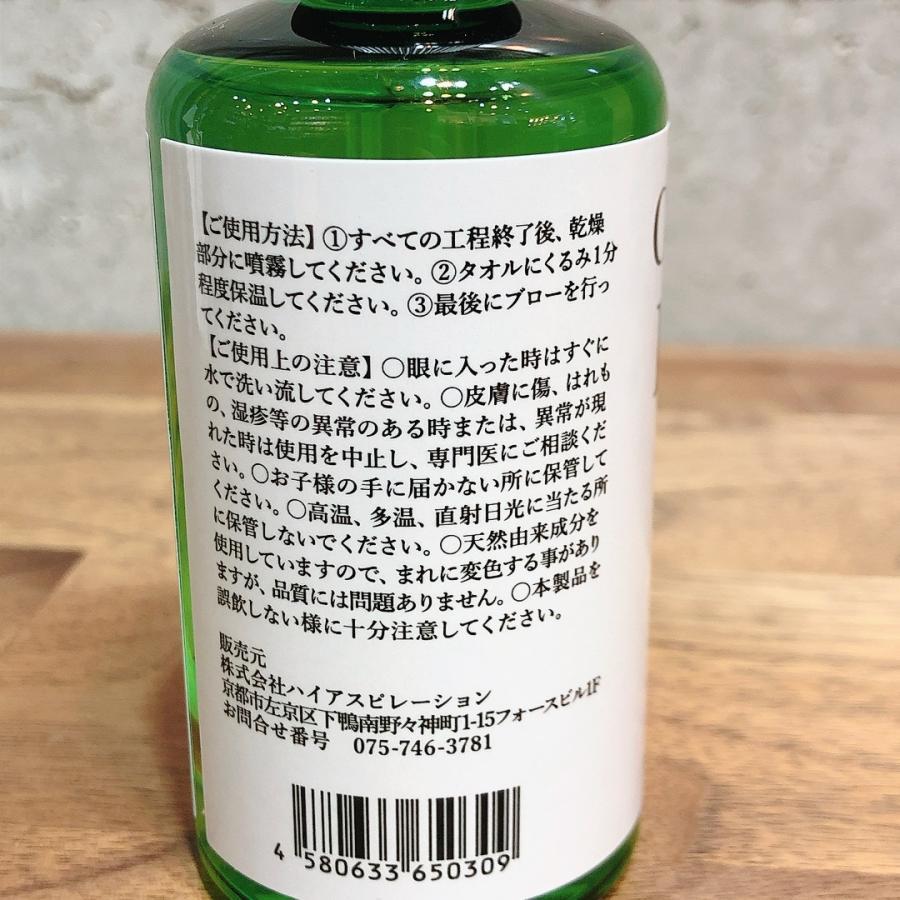 【ご使用方法】①すべての工程終了後、乾燥
部分に噴霧してください。②タオルにくるみ1分
程度保温してください。③最後にブローを行っ
てください。
【ご使用上の注意】○眼に入った時はすぐに
水で洗い流してください。○皮膚に傷、はれも
の、湿疹等の異常のある時または、異常が現
れた時は使用を中止し、専門医にご相談くだ
さい。○お子様の手に届かない所に保管して
ください。○高温、多温、直射日光に当たる所
に保管しないでください。○天然由来成分を
使用していますので、まれに変色する事があり
ますが、品質には問題ありません。○本製品を
誤飲しない様に十分注意してください。
販売元
株式会社ハイアスピレーション
京都市左京区下鴨南野々神町1-15フォースビル1F
お問合せ番号 075-746-3781
4 580633 650309